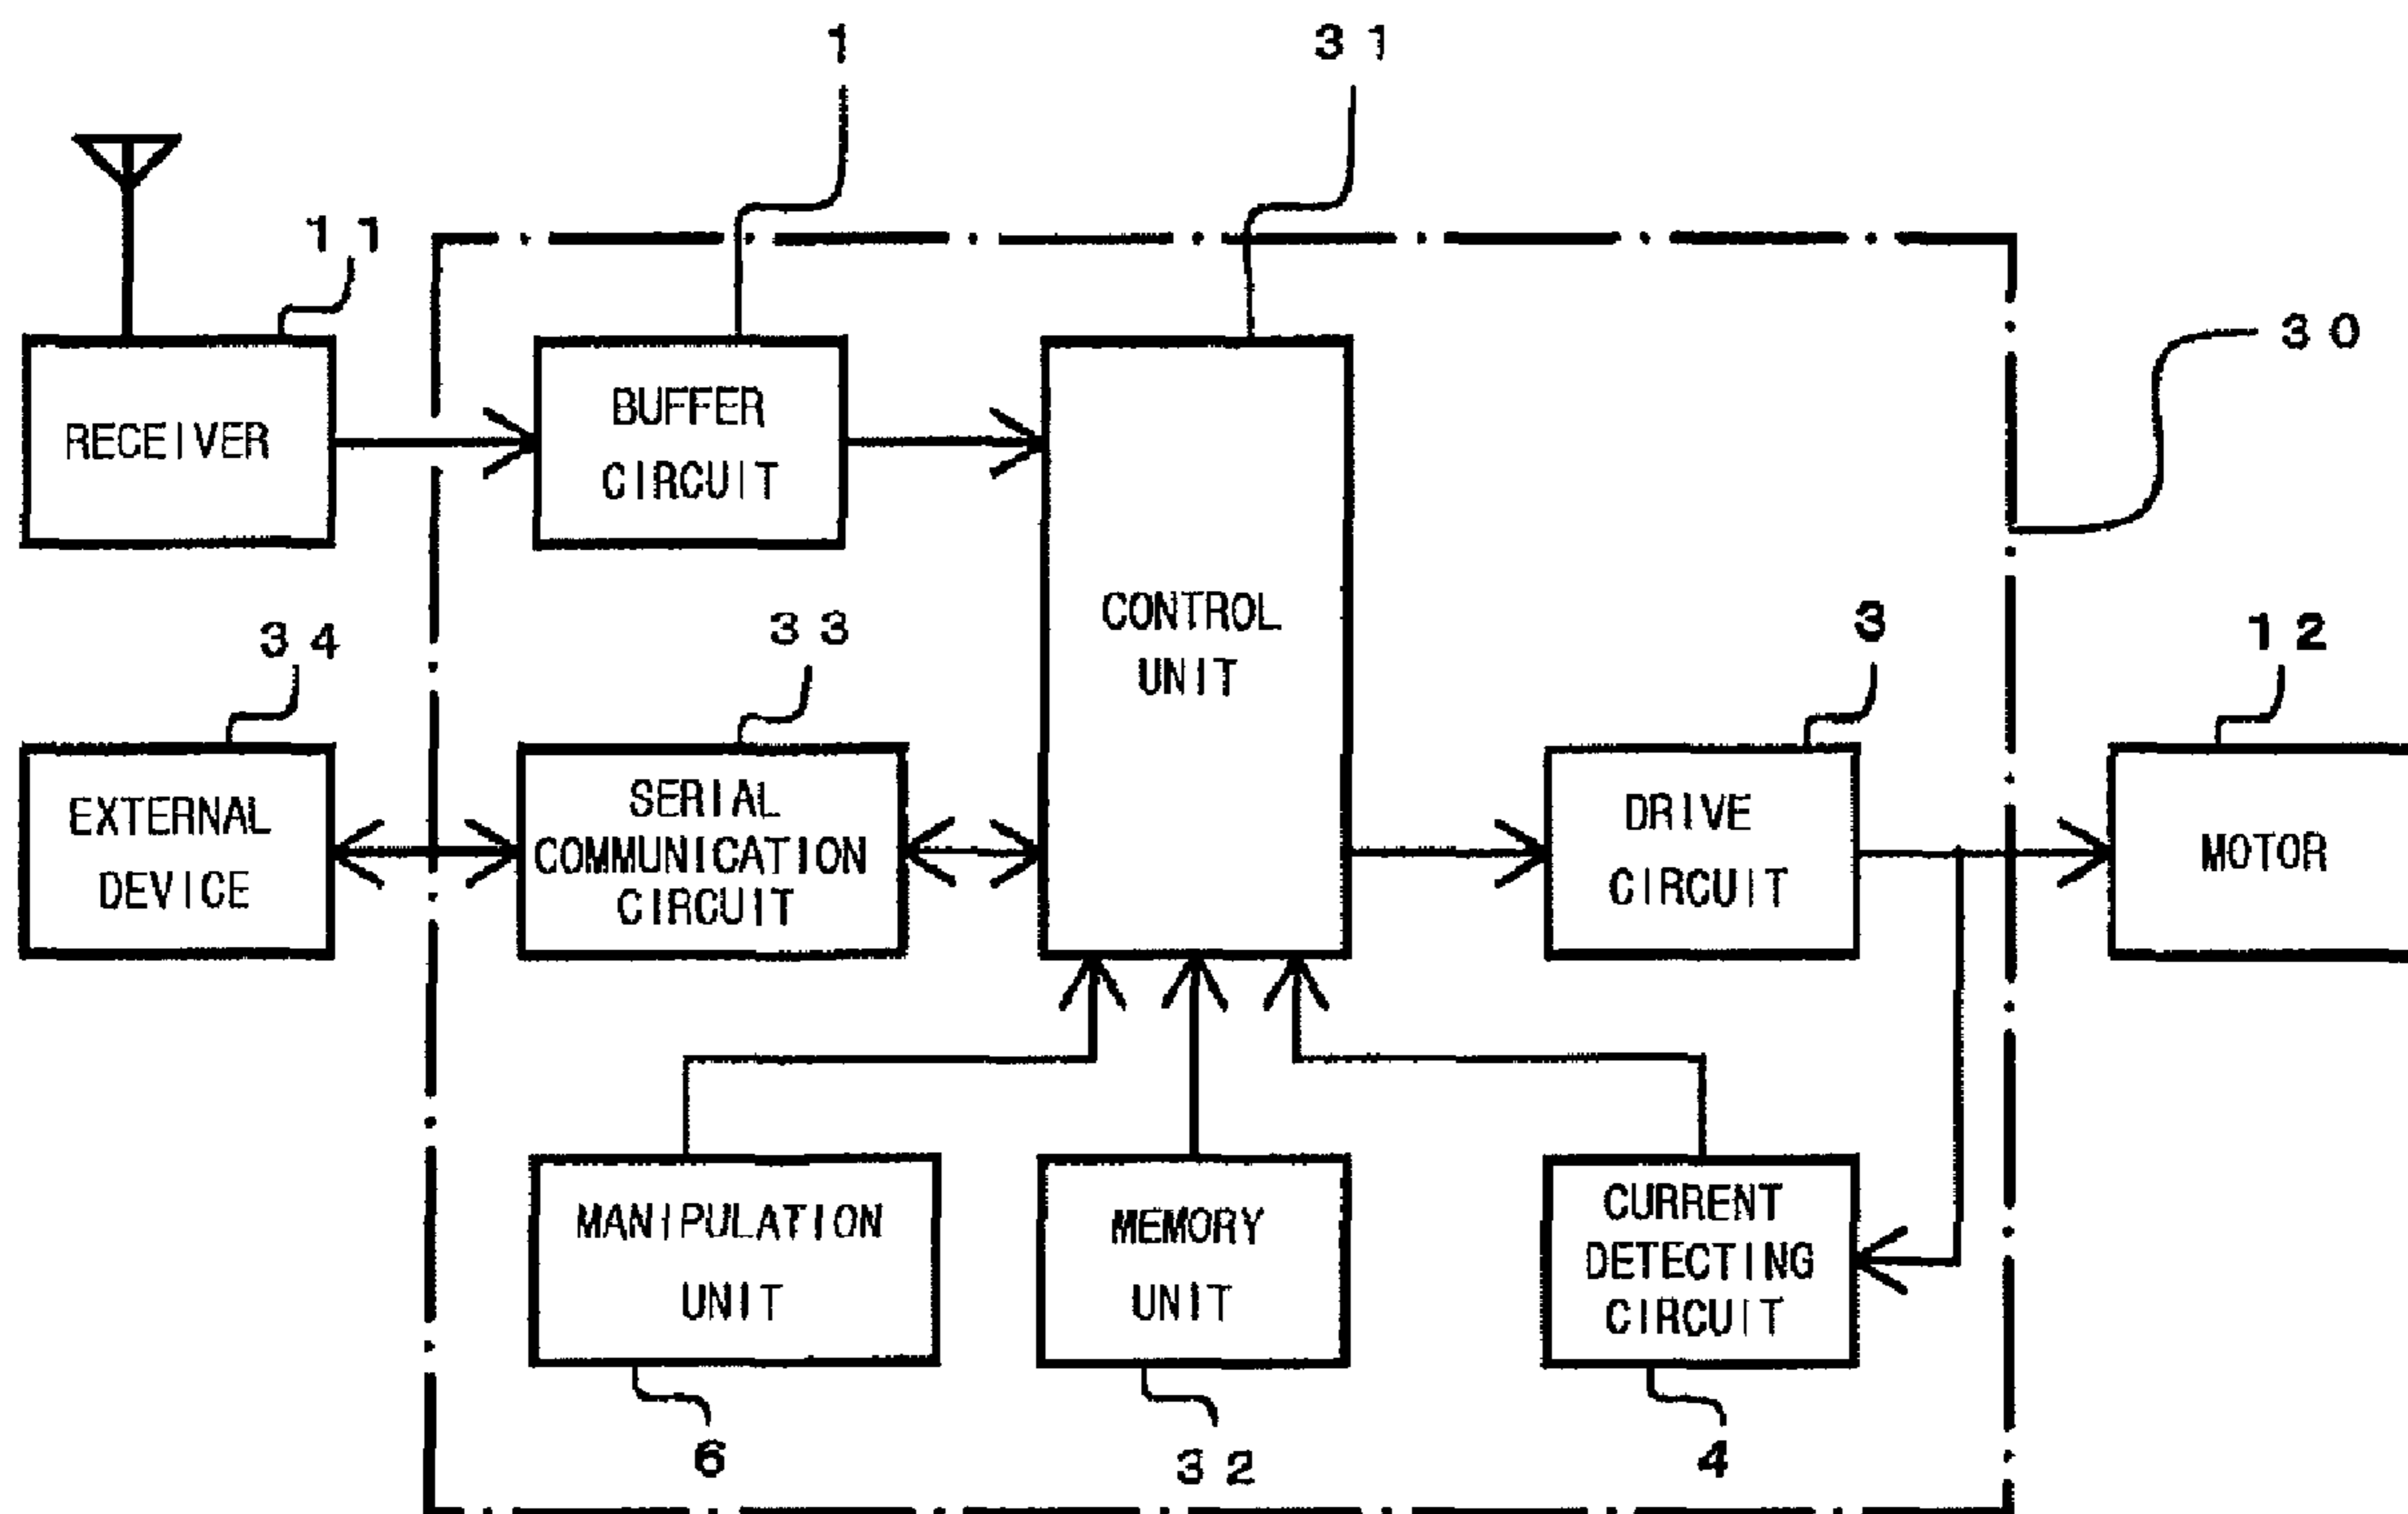 1
31
11
30
RECEIVER
BUFFER
CIRCUIT
CONTROL
UNIT
34
33
3
12
EXTERNAL
DEVICE
SERIAL
COMMUNICATION
CIRCUIT
DRIVE
CIRCUIT
MOTOR
MANIPULATION
UNIT
MEMORY
UNIT
CURRENT
DETECTING
CIRCUIT
6
32
4